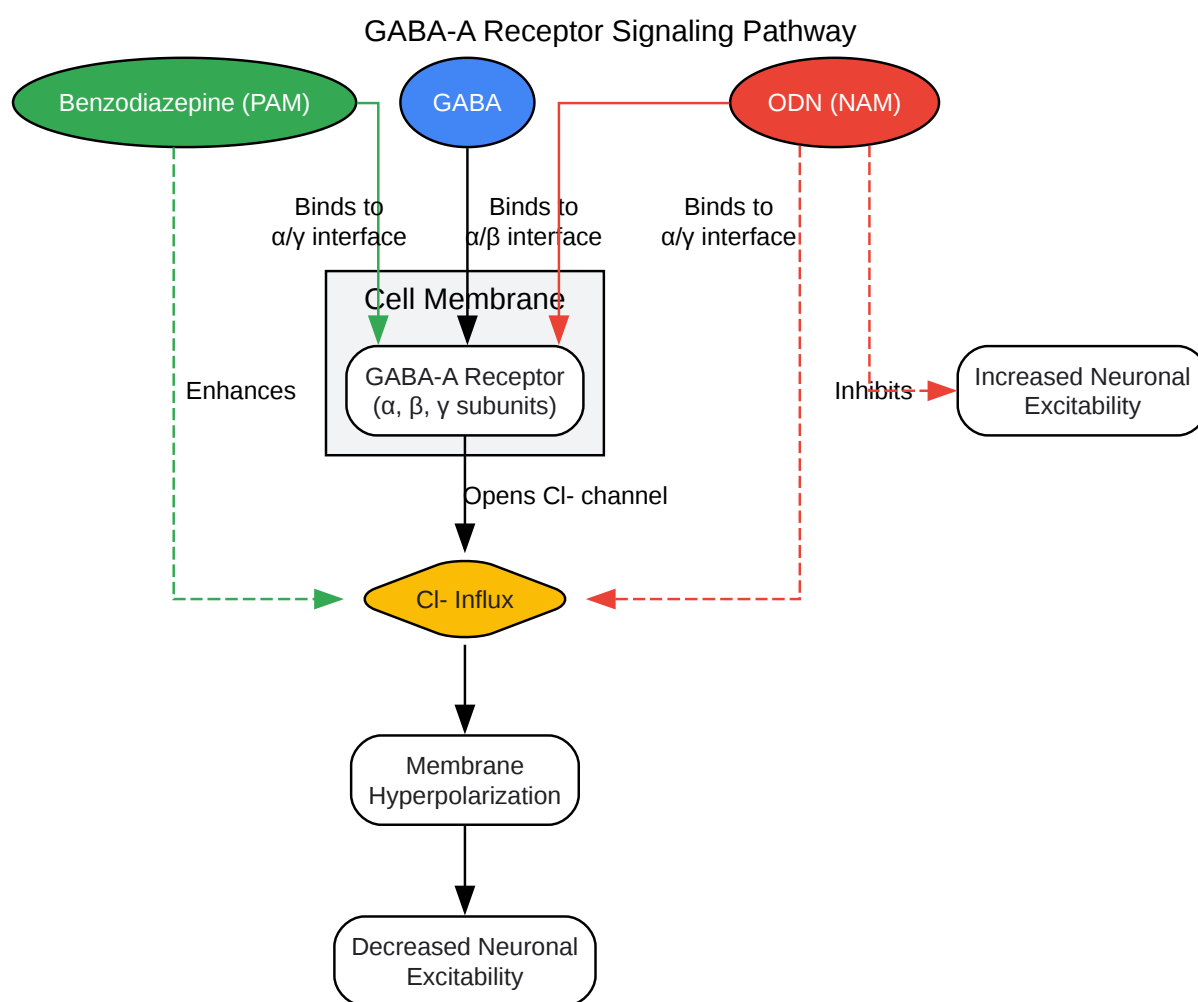 GABA-A Receptor Signaling Pathway
Benzodiazepine (PAM)
GABA
ODN (NAM)
Binds to
α/γ interface
Binds to
α/β interface
Binds to
α/γ interface
Cell Membrane
GABA-A Receptor
(α, β, γ subunits)
Enhances
Inhibits
Increased Neuronal
Excitability
Opens Cl- channel
Cl- Influx
Membrane
Hyperpolarization
Decreased Neuronal
Excitability